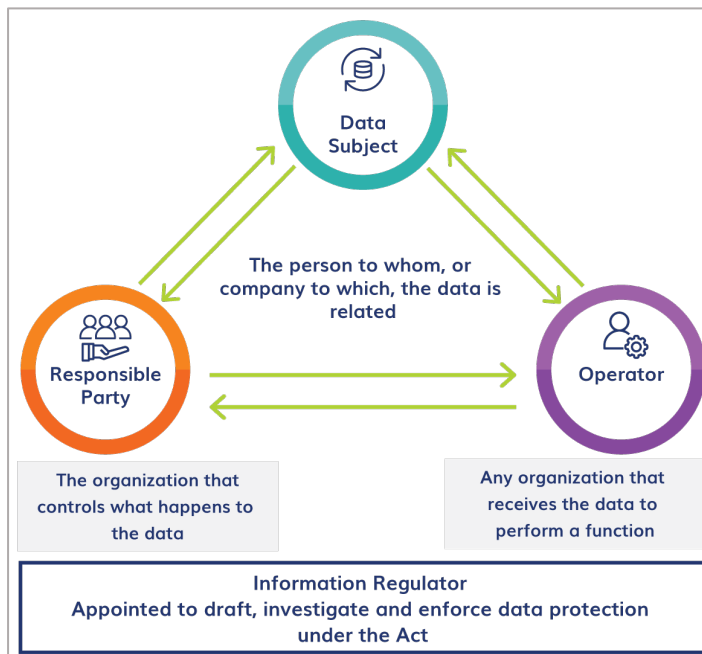 Data
Subject
The person to whom, or
company to which, the data is
related
Responsible
Party
Operator
The organization that
controls what happens to
the data
Any organization that
receives the data to
perform a function
Information Regulator
Appointed to draft, investigate and enforce data protection
under the Act